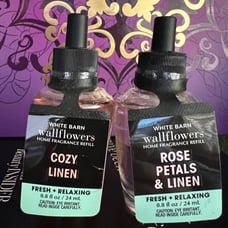 WHITE BARN
wallflowers
HOME FRAGRANCE REFILL
COZY
LINEN
FRESH + RELAXING
0.8 fl oz / 24 mL
CAUTION: EYE IRRITANT.
READ INSIDE CAREFULLY.
WHITE BARN
wallflowers
HOME FRAGRANCE REFILL
ROSE
PETALS
& LINEN
FRESH + RELAXING
0.8 fl oz / 24 mL
CAUTION: EYE IRRITANT.
READ INSIDE CAREFULLY.